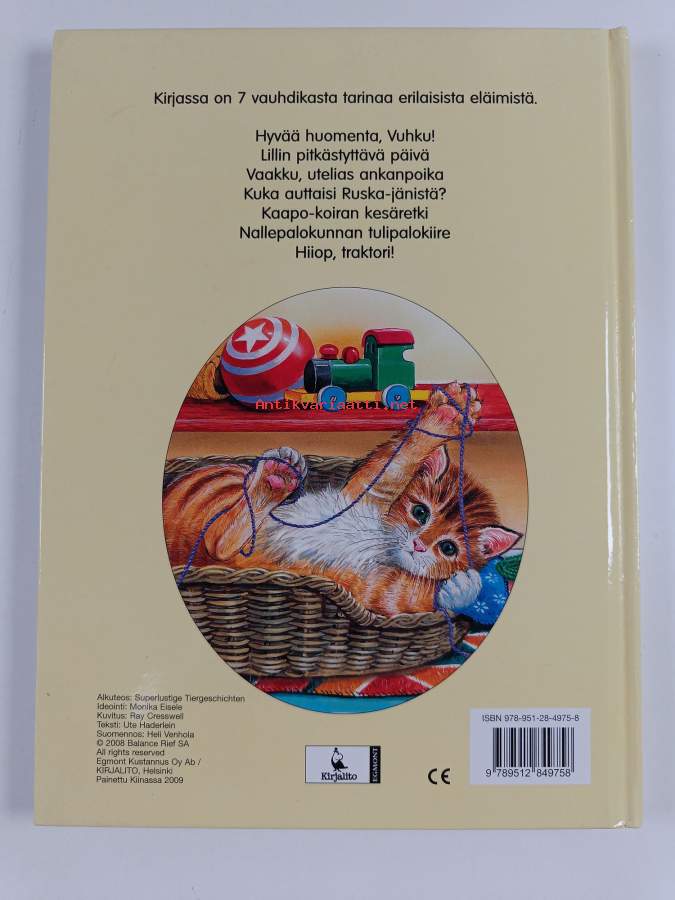 Kirjassa on 7 vauhdikasta tarinaa erilaisista eläimistä.
Hyvää huomenta, Vuhku!
Lillin pitkästyttävä päivä
Vaakku, utelias ankanpoika
Kuka auttaisi Ruska-jänistä?
Kaapo-koiran kesäretki
Nallepalokunnan tulipalokiire
Hiiop, traktori!
Antikvariaatti.net
Alkuteos: Superlustige Tiergeschichten
Ideointi: Monika Eisele
Kuvitus: Ray Cresswell
Teksti: Ute Haderlein
Suomennos: Heli Venhola
© 2008 Balance Rief SA
All rights reserved
Egmont Kustannus Oy Ab /
KIRJALITO, Helsinki
Painettu Kiinassa 2009
Kirjalito
EGMONT
CE
ISBN 978-951-28-4975-8
9 789512 849758